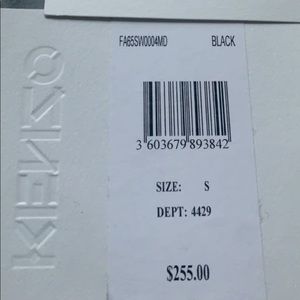 KENZO
FA65SW0004MD BLACK
3 603679 893842
SIZE: S
DEPT: 4429
$255.00